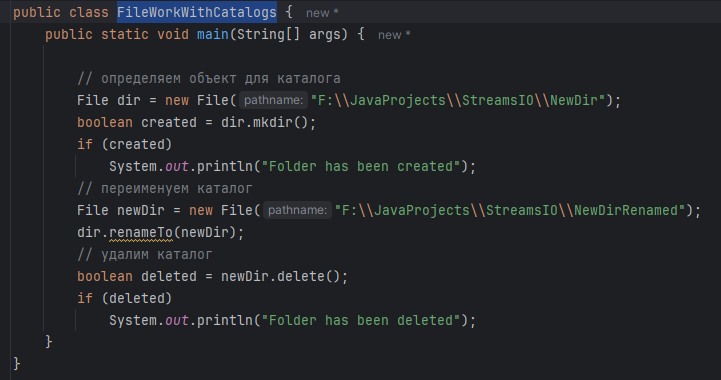 public class FileWorkWithCatalogs { new *
public static void main(String[] args) { new *
// определяем объект для каталога
File dir = new File( pathname: "F:\\JavaProjects\\StreamsIO\\NewDir");
boolean created = dir.mkdir();
if (created)
System.out.println("Folder has been created");
// переименуем каталог
File newDir = new File( pathname: "F:\\JavaProjects\\StreamsIO\\NewDirRenamed");
dir.renameTo(newDir);
// удалим каталог
boolean deleted = newDir.delete();
if (deleted)
System.out.println("Folder has been deleted");
}
}